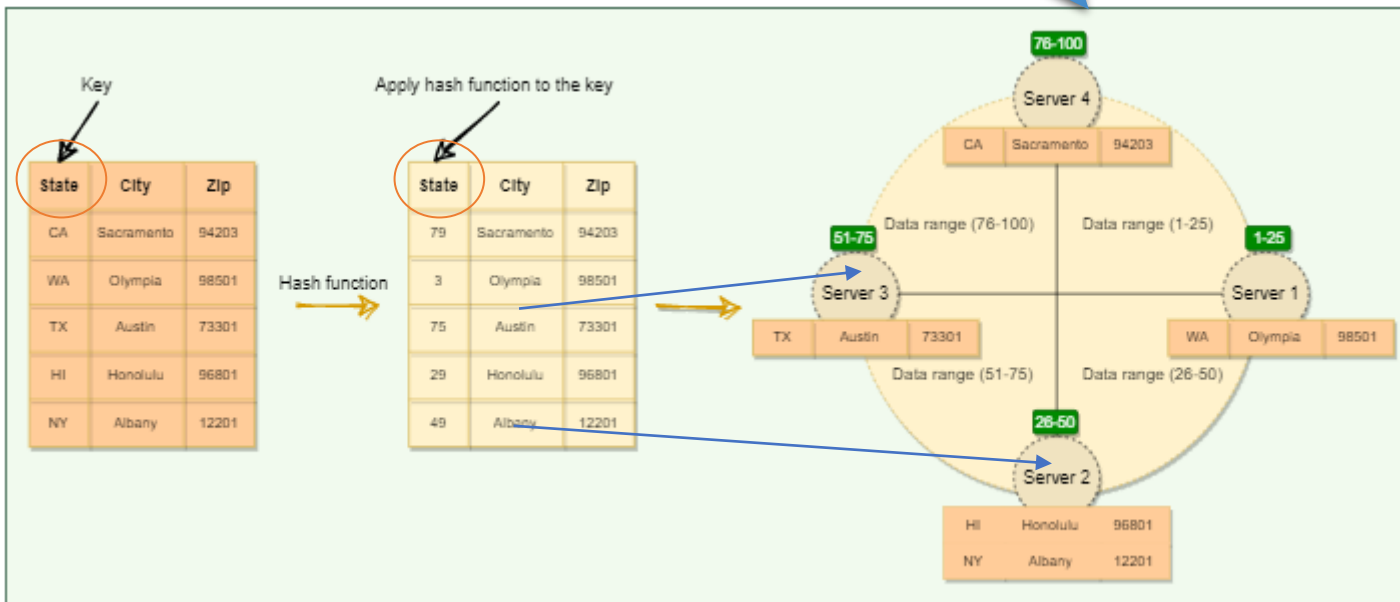 Key
State City Zip
CA Sacramento 94203
WA Olympia 98501
TX Austin 73301
HI Honolulu 96801
NY Albany 12201
Hash function
Apply hash function to the key
State City Zip
79 Sacramento 94203
3 Olympia 98501
75 Austin 73301
29 Honolulu 96801
49 Albany 12201
76-100
Server 4
CA Sacramento 94203
Data range (76-100)
Data range (1-25)
51-75
Server 3
TX Austin 73301
1-25
Server 1
WA Olympia 98501
Data range (51-75)
Data range (26-50)
26-50
Server 2
HI Honolulu 96801
NY Albany 12201